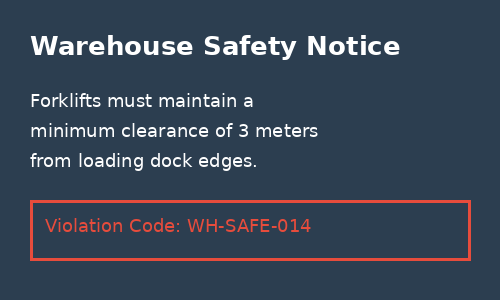 Warehouse Safety Notice
Forklifts must maintain a
minimum clearance of 3 meters
from loading dock edges.
Violation Code: WH-SAFE-014